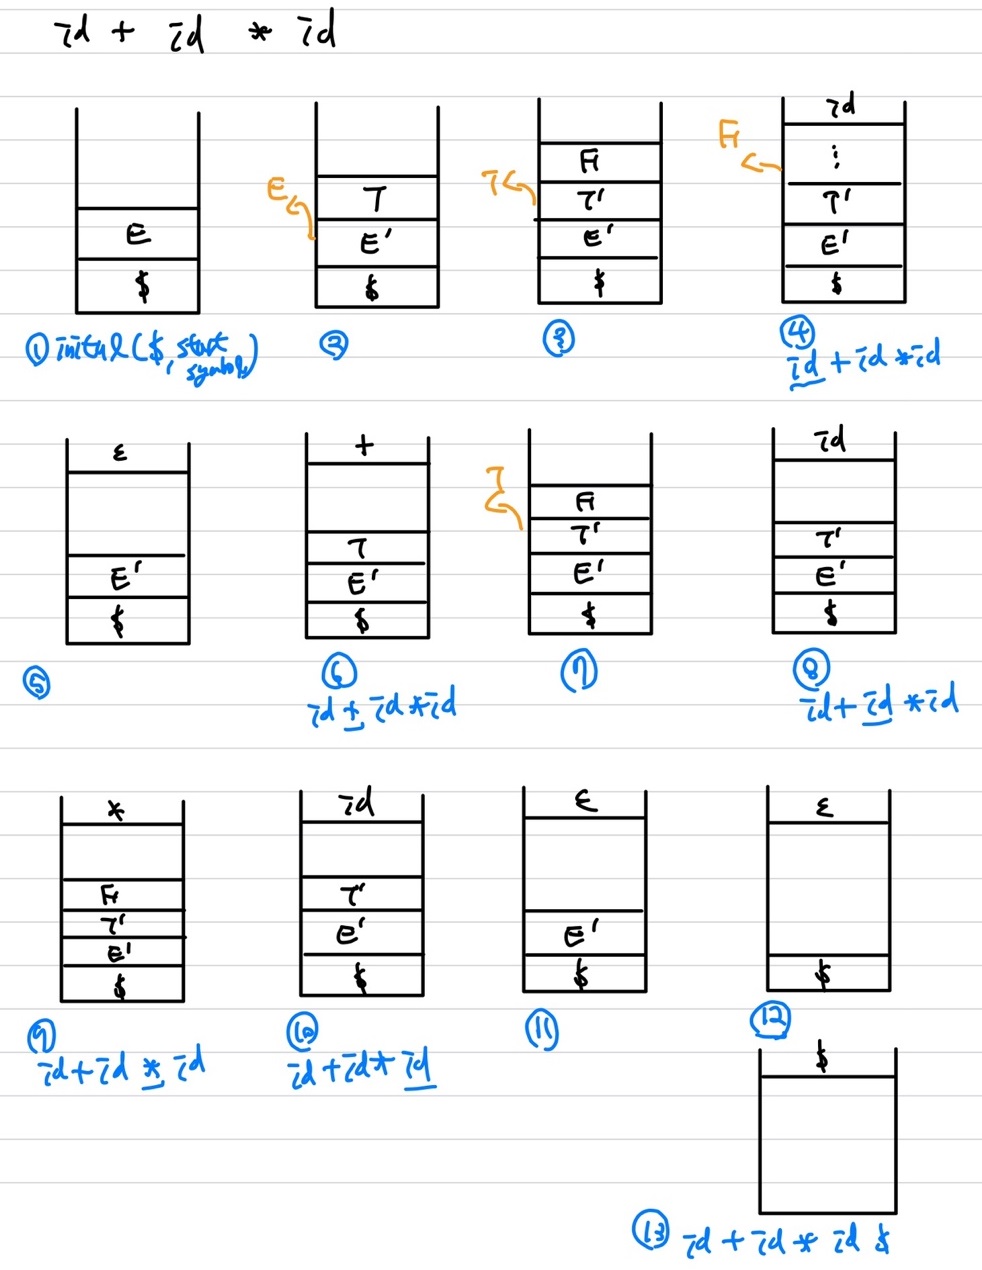 id + id * id
E
$
① initial ($, start symbol)
E
T
E'
$
②
T
F
T'
E'
$
③
F
id
⋮
T'
E'
$
④
id + id * id
ε
E'
$
⑤
+
T
E'
$
⑥
id + id * id
T
F
T'
E'
$
⑦
id
T'
E'
$
⑧
id + id * id
*
F
T'
E'
$
⑨
id + id * id
id
T'
E'
$
⑩
id + id * id
ε
E'
$
⑪
ε
$
⑫
$
⑬ id + id * id $